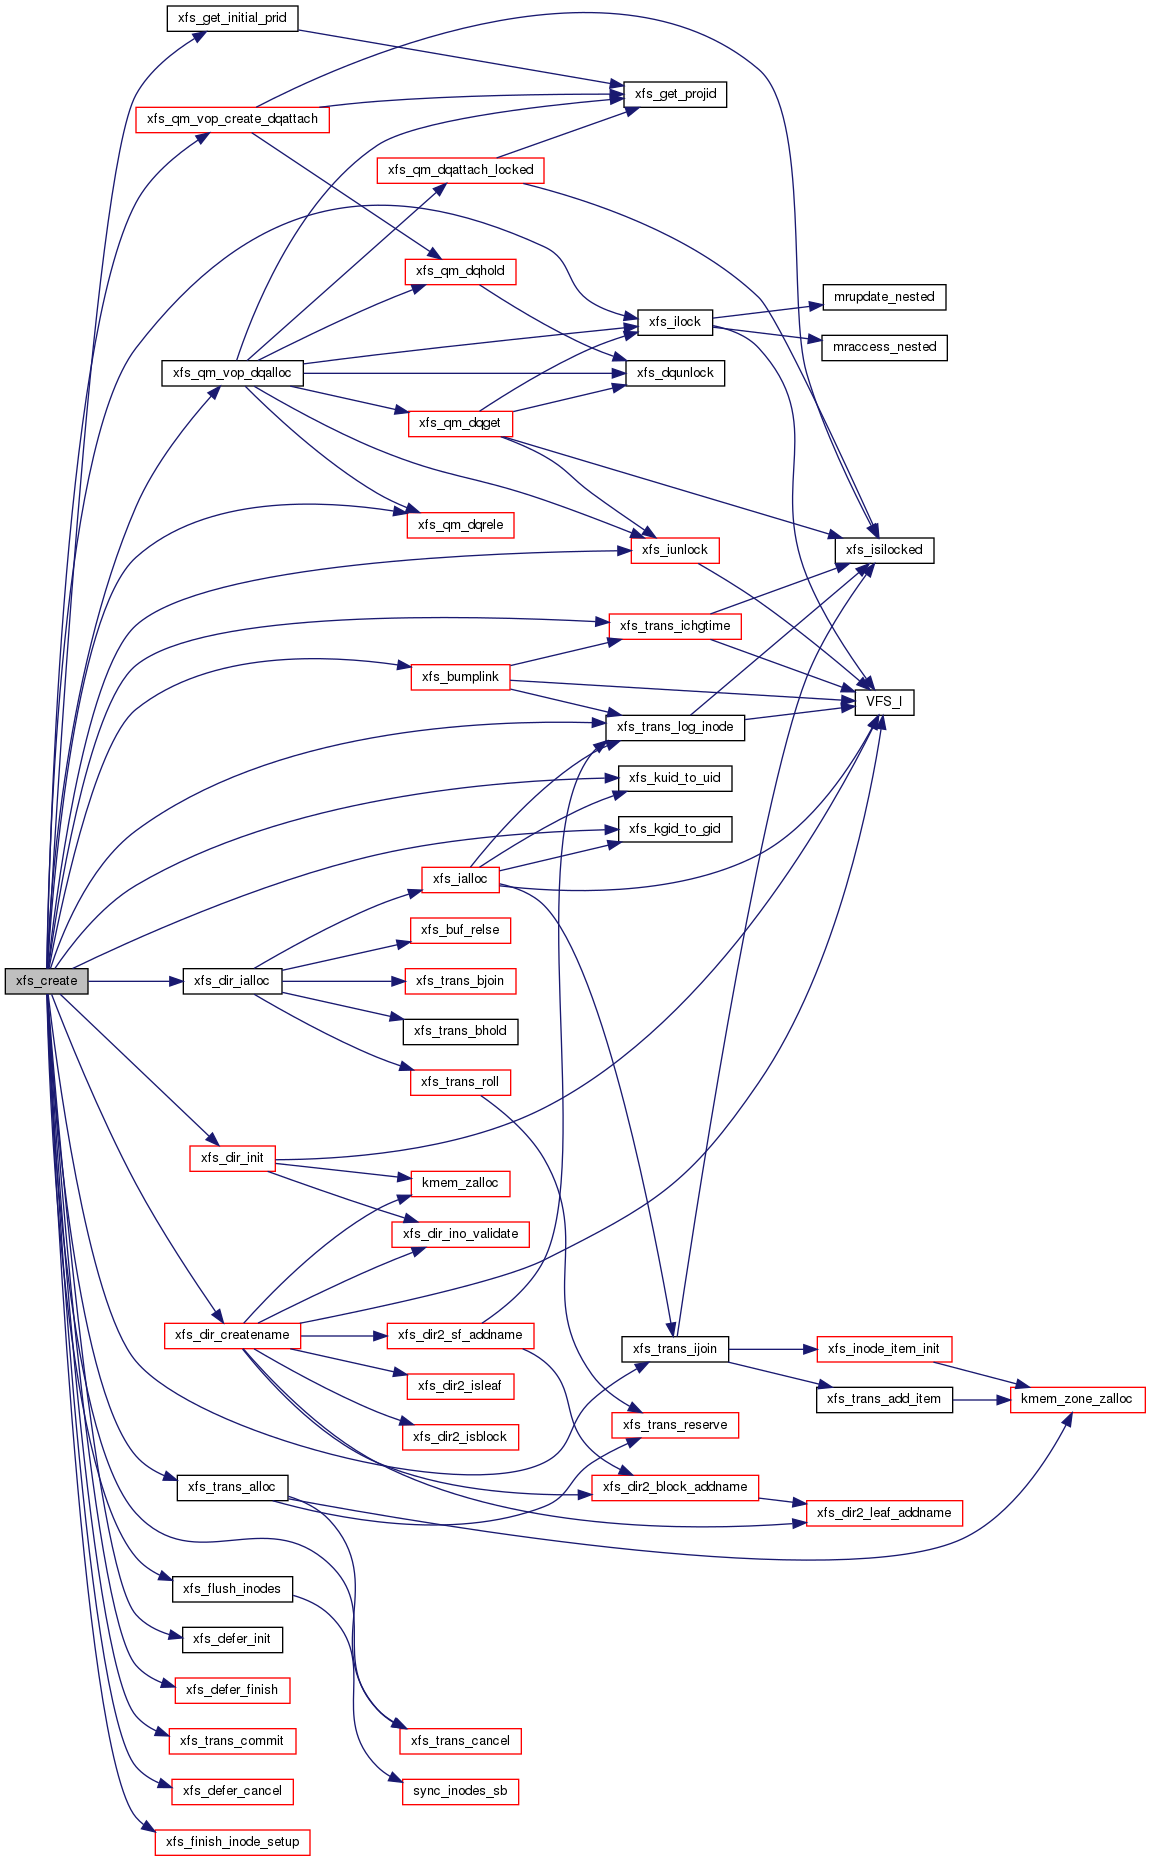 xfs_get_initial_prid
xfs_get_projid
xfs_qm_vop_create_dqattach
xfs_qm_dqattach_locked
xfs_qm_dqhold
mrupdate_nested
xfs_ilock
mraccess_nested
xfs_qm_vop_dqalloc
xfs_dqunlock
xfs_qm_dqget
xfs_qm_dqrele
xfs_iunlock
xfs_isilocked
xfs_trans_ichgtime
xfs_bumplink
VFS_I
xfs_trans_log_inode
xfs_kuid_to_uid
xfs_kgid_to_gid
xfs_ialloc
xfs_buf_relse
xfs_create
xfs_dir_ialloc
xfs_trans_bjoin
xfs_trans_bhold
xfs_trans_roll
xfs_dir_init
kmem_zalloc
xfs_dir_ino_validate
xfs_dir_createname
xfs_dir2_sf_addname
xfs_trans_ijoin
xfs_inode_item_init
xfs_dir2_isleaf
xfs_trans_add_item
kmem_zone_zalloc
xfs_trans_reserve
xfs_dir2_isblock
xfs_trans_alloc
xfs_dir2_block_addname
xfs_dir2_leaf_addname
xfs_flush_inodes
xfs_defer_init
xfs_defer_finish
xfs_trans_commit
xfs_trans_cancel
xfs_defer_cancel
sync_inodes_sb
xfs_finish_inode_setup